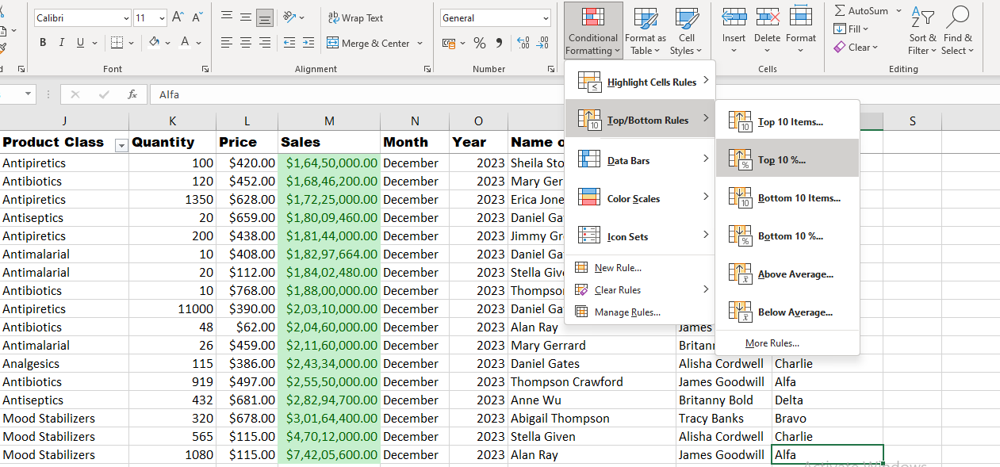 Calibri 11 A A Wrap Text General Conditional Formatting Format as Table Cell Styles Insert Delete Format AutoSum Fill Clear Sort & Filter Find & Select
B I U A Merge & Center % 9 .00
Font Alignment Number Cells Editing
fx Alfa
J K L M N O S
Product Class Quantity Price Sales Month Year Name o
Antipiretics 100 $420.00 $1,64,50,000.00 December 2023 Sheila Sto
Antibiotics 120 $452.00 $1,68,46,200.00 December 2023 Mary Ger
Antipiretics 1350 $628.00 $1,72,25,000.00 December 2023 Erica Jone
Antiseptics 20 $659.00 $1,80,09,460.00 December 2023 Daniel Ga
Antipiretics 200 $438.00 $1,81,44,000.00 December 2023 Jimmy Gr
Antimalarial 10 $408.00 $1,82,97,664.00 December 2023 Daniel Ga
Antimalarial 20 $112.00 $1,84,02,480.00 December 2023 Stella Give
Antibiotics 10 $768.00 $1,88,00,000.00 December 2023 Thompso
Antipiretics 11000 $390.00 $2,03,10,000.00 December 2023 Daniel Gat
Antibiotics 48 $62.00 $2,04,60,000.00 December 2023 Alan Ray James
Antimalarial 26 $459.00 $2,11,60,000.00 December 2023 Mary Gerrard Britann
Analgesics 115 $386.00 $2,43,34,000.00 December 2023 Daniel Gates Alisha Cordwell Charlie
Antibiotics 919 $497.00 $2,55,50,000.00 December 2023 Thompson Crawford James Goodwill Alfa
Antiseptics 432 $681.00 $2,82,94,700.00 December 2023 Anne Wu Britanny Bold Delta
Mood Stabilizers 320 $678.00 $3,01,64,400.00 December 2023 Abigail Thompson Tracy Banks Bravo
Mood Stabilizers 565 $115.00 $4,70,12,000.00 December 2023 Stella Given Alisha Cordwell Charlie
Mood Stabilizers 1080 $115.00 $7,42,05,600.00 December 2023 Alan Ray James Goodwill Alfa
Highlight Cells Rules
Top/Bottom Rules
Data Bars
Color Scales
Icon Sets
New Rule...
Clear Rules
Manage Rules...
Top 10 Items...
Top 10 %...
Bottom 10 Items...
Bottom 10 %...
Above Average...
Below Average...
More Rules...
Activate Windows